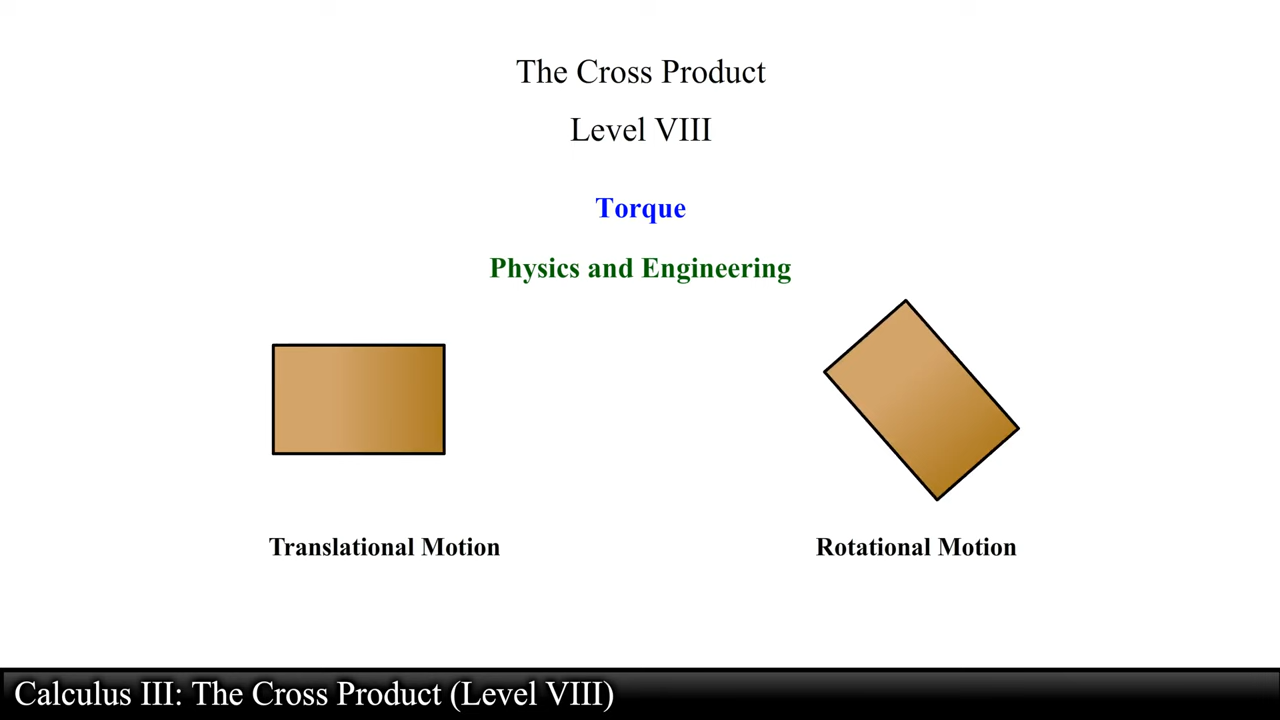 The Cross Product
Level VIII
Torque
Physics and Engineering
Translational Motion
Rotational Motion
Calculus III: The Cross Product (Level VIII)